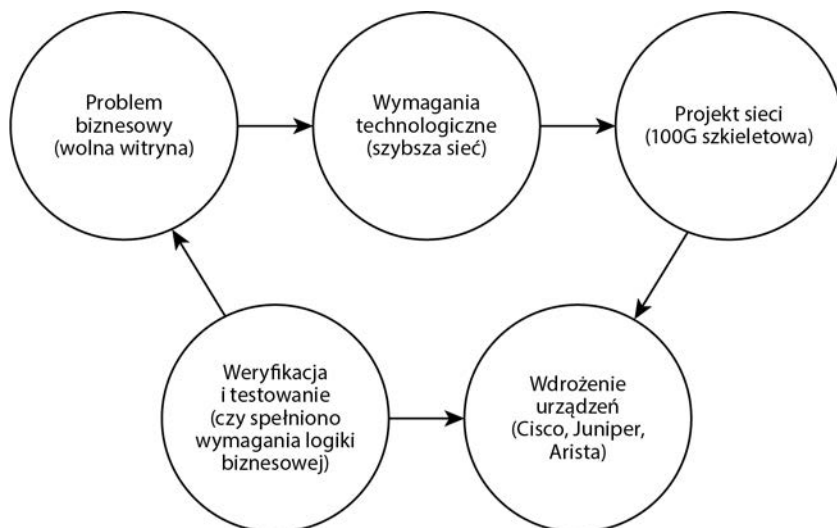 Problem
biznesowy
(wolna witryna)
Wymagania
technologiczne
(szybsza sieć)
Projekt sieci
(100G szkieletowa)
Weryfikacja
i testowanie
(czy spełniono
wymagania logiki
biznesowej)
Wdrożenie
urządzeń
(Cisco, Juniper,
Arista)